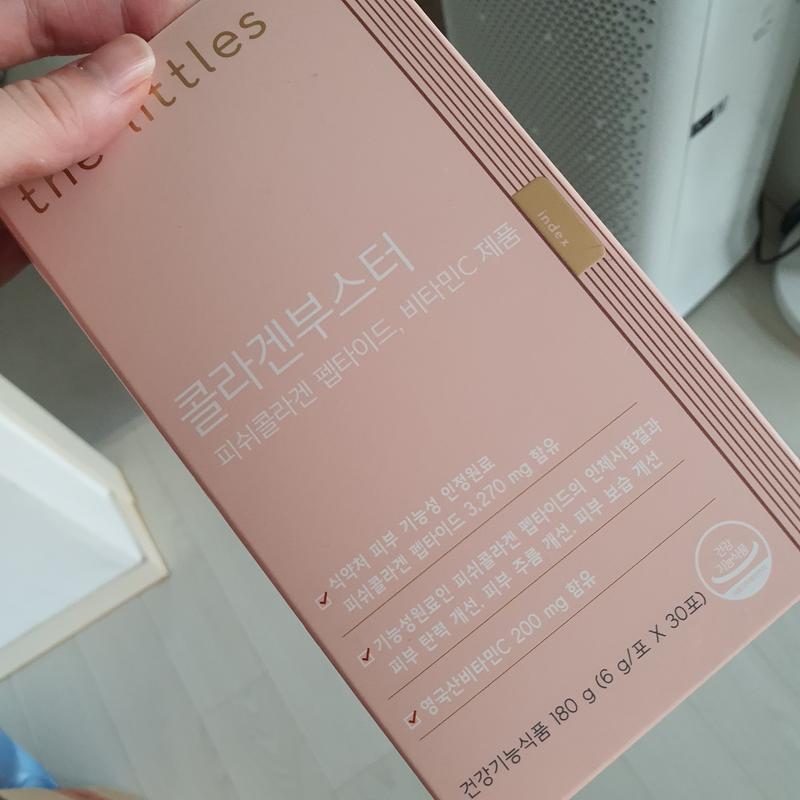 the littles
index
콜라겐부스터
피쉬콜라겐 펩타이드, 비타민C 제품
식약처 피부 기능성 인정원료
피쉬콜라겐 펩타이드 3,270 mg 함유
기능성원료인 피쉬콜라겐 펩타이드의 인체시험결과
피부 탄력 개선, 피부 주름 개선, 피부 보습 개선
영국산비타민C 200 mg 함유
건강
기능식품
건강기능식품 180 g (6 g/포 X 30포)